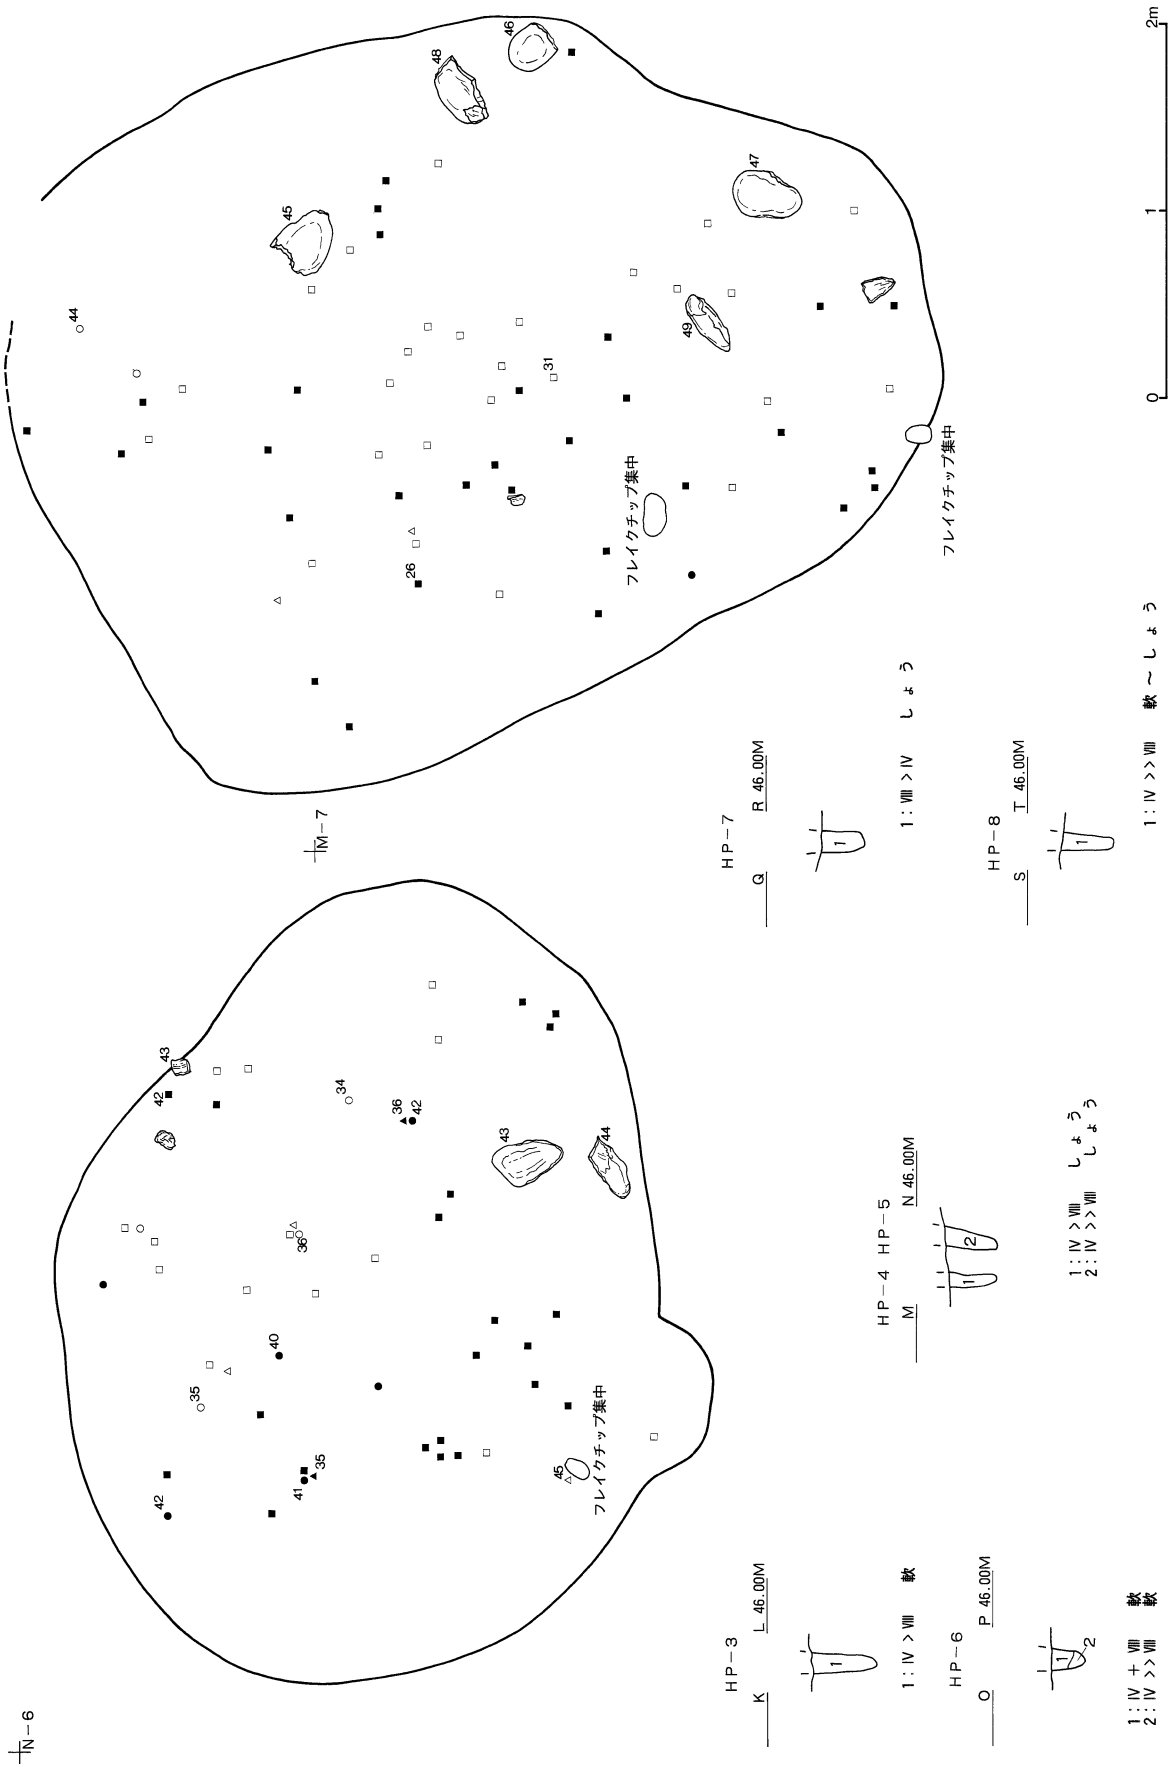 N-6
M-7
42
35
41
35
40
36
34
36
42
42
43
43
44
45
フレイクチップ集中
44
45
48
46
47
49
31
26
フレイクチップ集中
フレイクチップ集中
HP-3
K
L 46.00M
1
1:Ⅳ>Ⅷ 軟
HP-6
O
P 46.00M
1
2
1:Ⅳ+Ⅷ 軟
2:Ⅳ>>Ⅷ 軟
HP-4 HP-5
M
N 46.00M
1
2
1:Ⅳ>Ⅷ しょう
2:Ⅳ>>Ⅷ しょう
HP-7
Q
R 46.00M
1
1:Ⅷ>Ⅳ しょう
HP-8
S
T 46.00M
1
1:Ⅳ>>Ⅷ 軟~しょう
0
1
2m